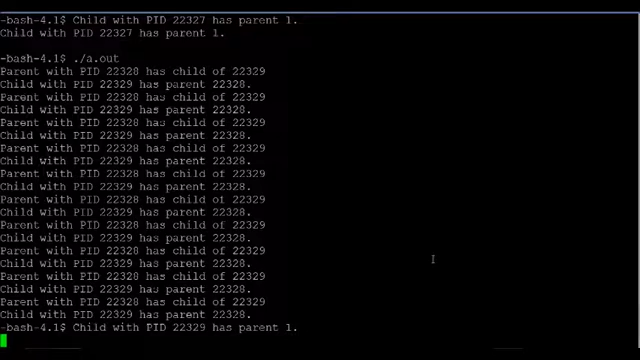 -bash-4.1$ Child with PID 22327 has parent 1.
Child with PID 22327 has parent 1.
-bash-4.1$ ./a.out
Parent with PID 22328 has child of 22329
Child with PID 22329 has parent 22328.
Parent with PID 22328 has child of 22329
Child with PID 22329 has parent 22328.
Parent with PID 22328 has child of 22329
Child with PID 22329 has parent 22328.
Parent with PID 22328 has child of 22329
Child with PID 22329 has parent 22328.
Parent with PID 22328 has child of 22329
Child with PID 22329 has parent 22328.
Parent with PID 22328 has child of 22329
Child with PID 22329 has parent 22328.
Parent with PID 22328 has child of 22329
Child with PID 22329 has parent 22328.
Parent with PID 22328 has child of 22329
Child with PID 22329 has parent 22328.
Parent with PID 22328 has child of 22329
Child with PID 22329 has parent 22328.
Parent with PID 22328 has child of 22329
Child with PID 22329 has parent 22328.
-bash-4.1$ Child with PID 22329 has parent 1.